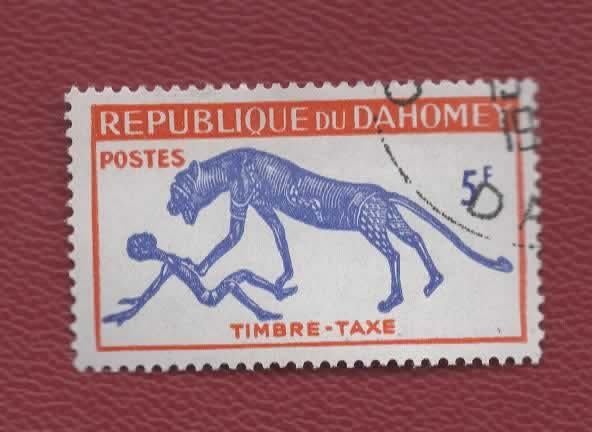 REPUBLIQUE DU DAHOMEY
POSTES
5F
TIMBRE-TAXE